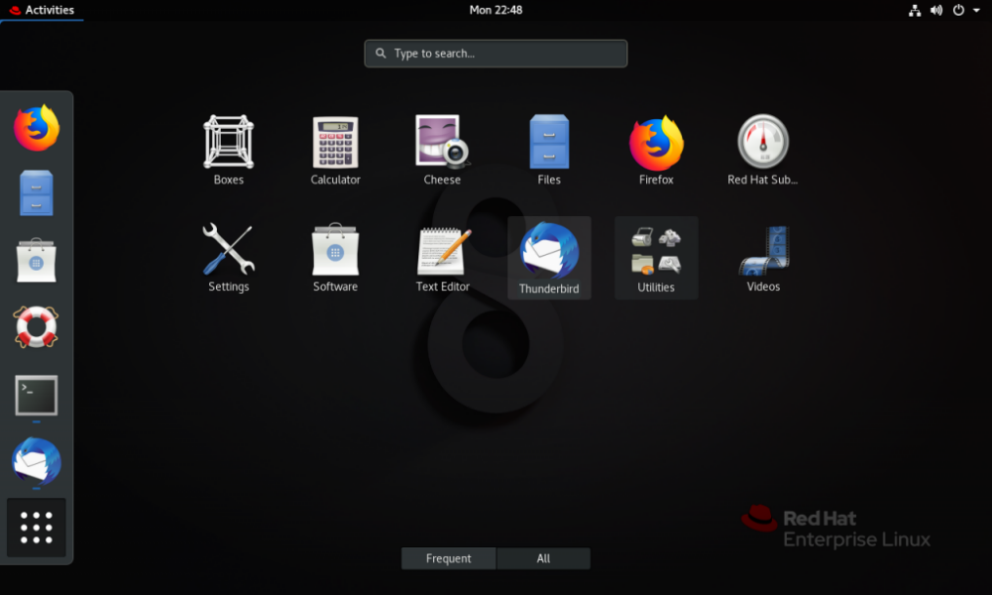 Activities
Mon 22:48
Type to search...
Boxes
Calculator
Cheese
Files
Firefox
Red Hat Sub...
Settings
Software
Text Editor
Thunderbird
Utilities
Videos
8
Red Hat
Enterprise Linux
Frequent
All